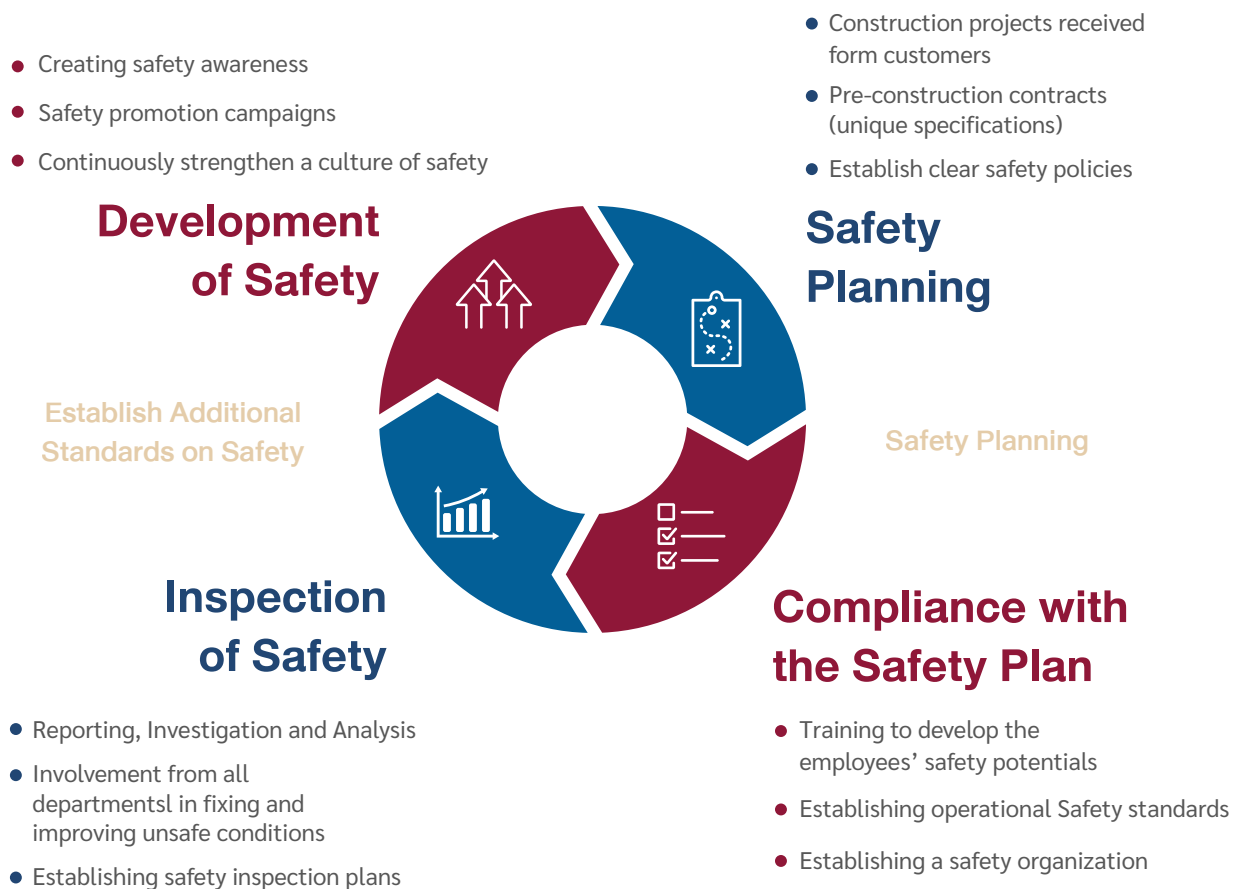 Creating safety awareness
Safety promotion campaigns
Continuously strengthen a culture of safety
Development
of Safety
Construction projects received
form customers
Pre-construction contracts
(unique specifications)
Establish clear safety policies
Safety
Planning
Establish Additional
Standards on Safety
Safety Planning
Inspection
of Safety
Reporting, Investigation and Analysis
Involvement from all
departmentsl in fixing and
improving unsafe conditions
Establishing safety inspection plans
Compliance with
the Safety Plan
Training to develop the
employees’ safety potentials
Establishing operational Safety standards
Establishing a safety organization